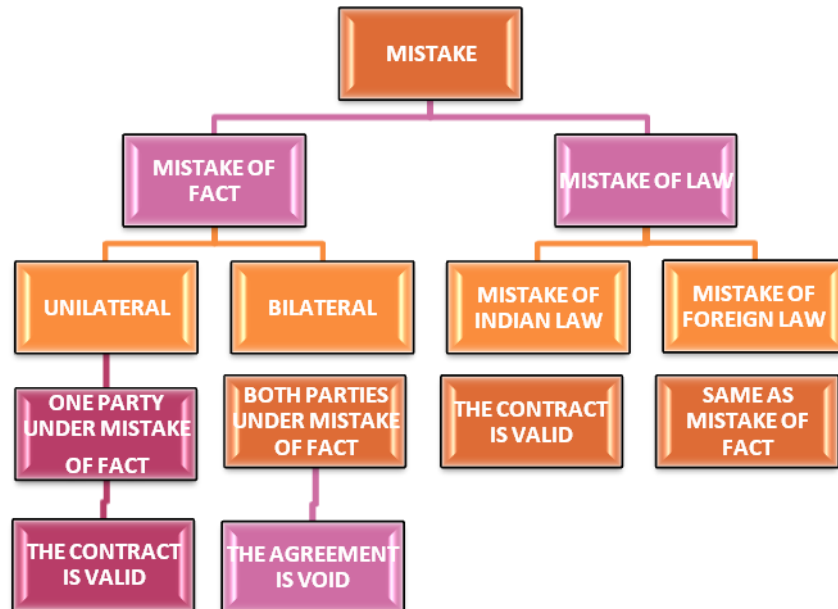 MISTAKE
MISTAKE OF
FACT
MISTAKE OF LAW
UNILATERAL
BILATERAL
MISTAKE OF
INDIAN LAW
MISTAKE OF
FOREIGN LAW
ONE PARTY
UNDER MISTAKE
OF FACT
BOTH PARTIES
UNDER MISTAKE
OF FACT
THE CONTRACT
IS VALID
SAME AS
MISTAKE OF
FACT
THE CONTRACT
IS VALID
THE AGREEMENT
IS VOID